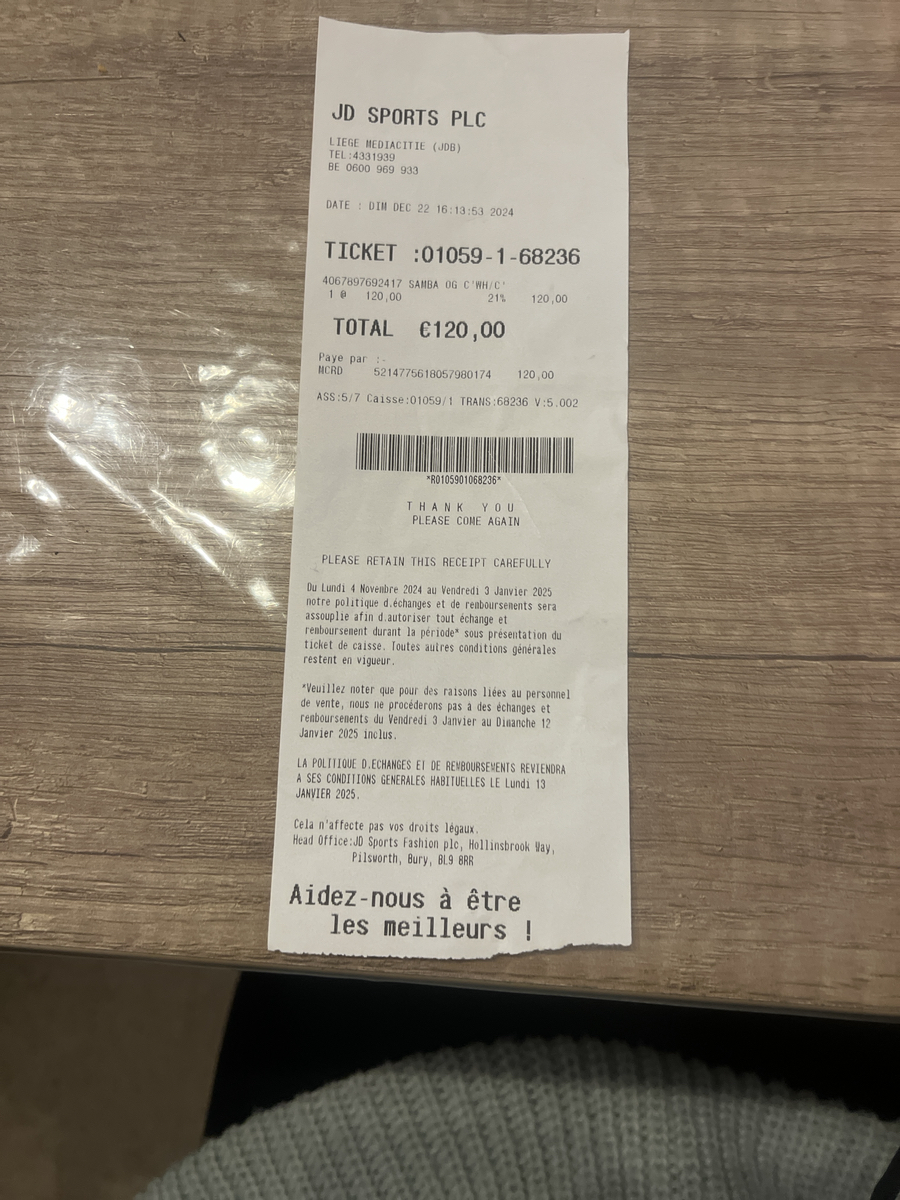 JD SPORTS PLC
LIEGE MEDIACITIE (JDB)
TEL:4331939
BE 0600 969 933
DATE : DIM DEC 22 16:13:53 2024
TICKET :01059-1-68236
4067897692417 SAMBA OG C'WH/C'
1 @ 120,00 21% 120,00
TOTAL €120,00
Paye par :-
MCRD 5214775618057980174 120,00
ASS:5/7 Caisse:01059/1 TRANS:68236 V:5.002
*R0105901068236*
THANK YOU
PLEASE COME AGAIN
PLEASE RETAIN THIS RECEIPT CAREFULLY
Du Lundi 4 Novembre 2024 au Vendredi 3 Janvier 2025
notre politique d.échanges et de remboursements sera
assouplie afin d.autoriser tout échange et
remboursement durant la période* sous présentation du
ticket de caisse. Toutes autres conditions générales
restent en vigueur.
*Veuillez noter que pour des raisons liées au personnel
de vente, nous ne procéderons pas à des échanges et
remboursements du Vendredi 3 Janvier au Dimanche 12
Janvier 2025 inclus.
LA POLITIQUE D.ECHANGES ET DE REMBOURSEMENTS REVIENDRA
A SES CONDITIONS GENERALES HABITUELLES LE Lundi 13
JANVIER 2025.
Cela n'affecte pas vos droits légaux.
Head Office:JD Sports Fashion plc, Hollinsbrook Way,
Pilsworth, Bury, BL9 8RR
Aidez-nous à être
les meilleurs !